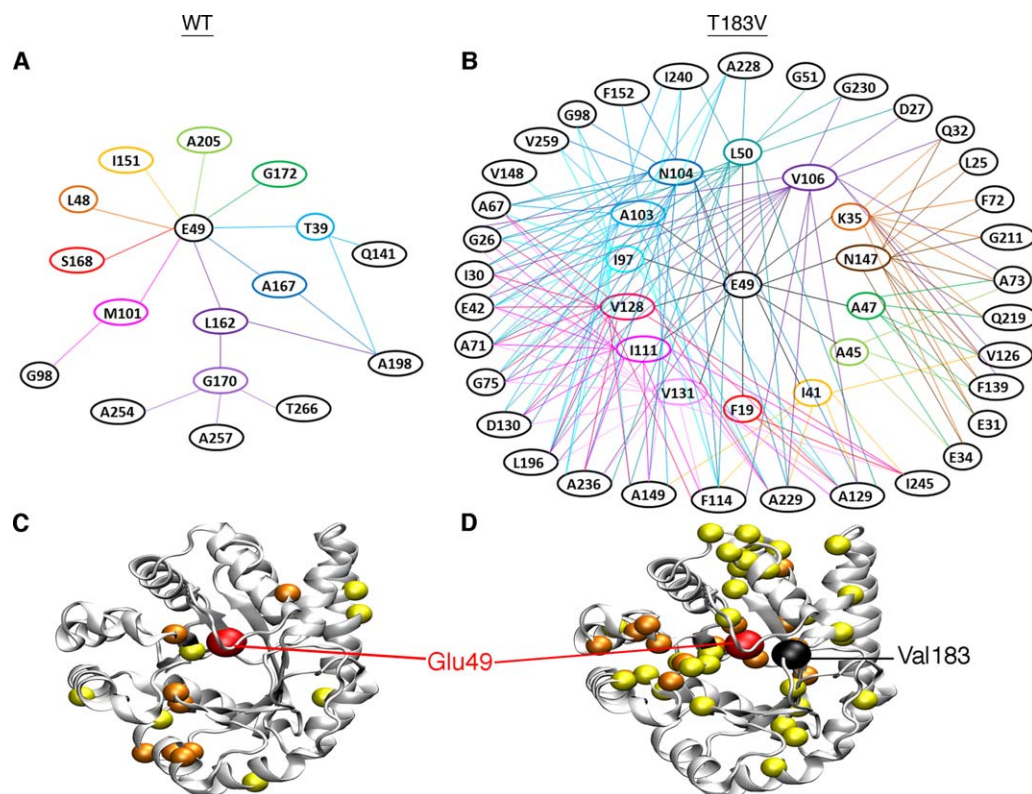 WT
T183V
A
B
A205
I151
G172
L48
E49
T39
S168
Q141
A167
M101
L162
G98
A198
G170
A254
T266
A257
A228
I240
G51
F152
G230
G98
D27
V259
L50
Q32
N104
V106
V148
L25
A67
A103
K35
F72
G26
G211
I97
N147
I30
E49
A73
E42
V128
A47
Q219
A71
I111
A45
V126
G75
V131
I41
F139
D130
F19
E31
L196
E34
A236
I245
A149
F114
A229
A129
C
D
Glu49
Val183